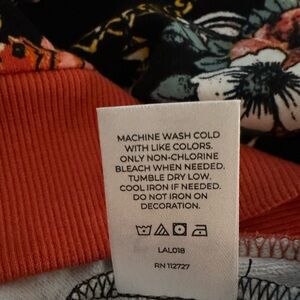 MACHINE WASH COLD
WITH LIKE COLORS.
ONLY NON-CHLORINE
BLEACH WHEN NEEDED.
TUMBLE DRY LOW.
COOL IRON IF NEEDED.
DO NOT IRON ON
DECORATION.
LAL018
RN 112727